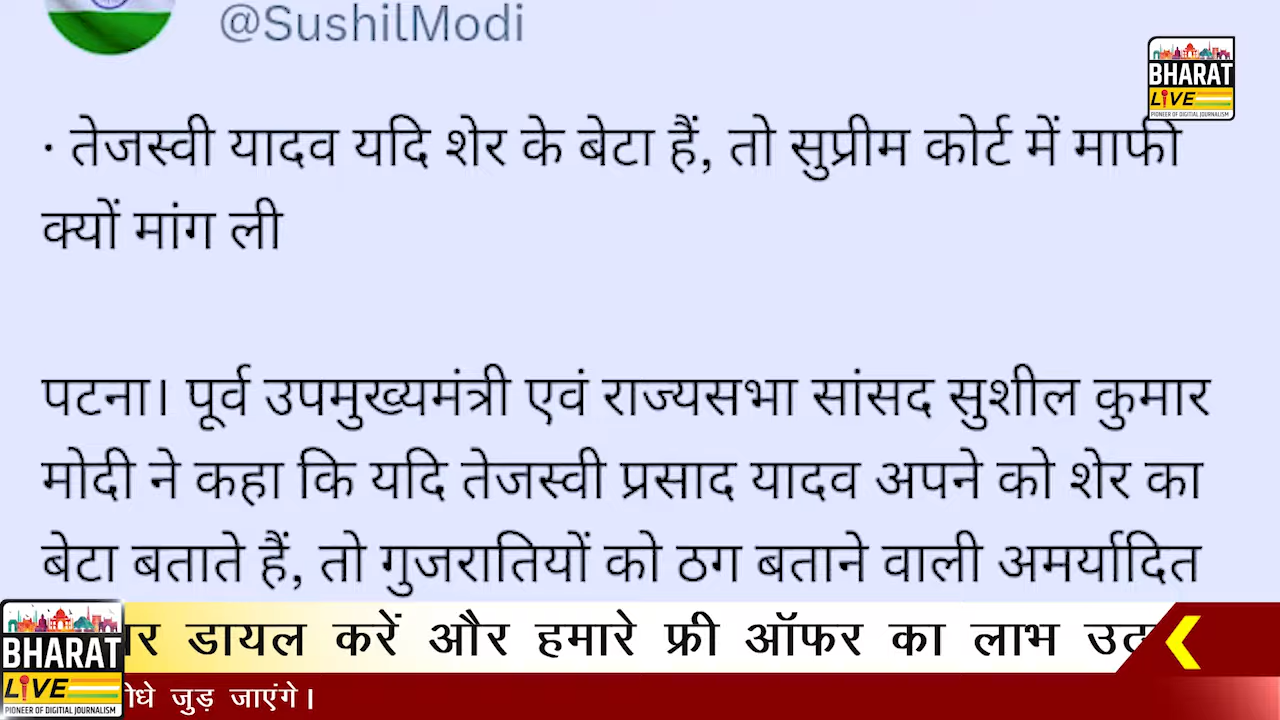 @SushilModi
BHARAT
LIVE
PIONEER OF DIGITIAL JOURNALISM
· तेजस्वी यादव यदि शेर के बेटा हैं, तो सुप्रीम कोर्ट में माफी
क्यों मांग ली
पटना। पूर्व उपमुख्यमंत्री एवं राज्यसभा सांसद सुशील कुमार
मोदी ने कहा कि यदि तेजस्वी प्रसाद यादव अपने को शेर का
बेटा बताते हैं, तो गुजरातियों को ठग बताने वाली अमर्यादित
डायल करें और हमारे फ्री ऑफर का लाभ
BHARAT
LIVE
PIONEER OF DIGITIAL JOURNALISM
जुड़ जाएंगे।